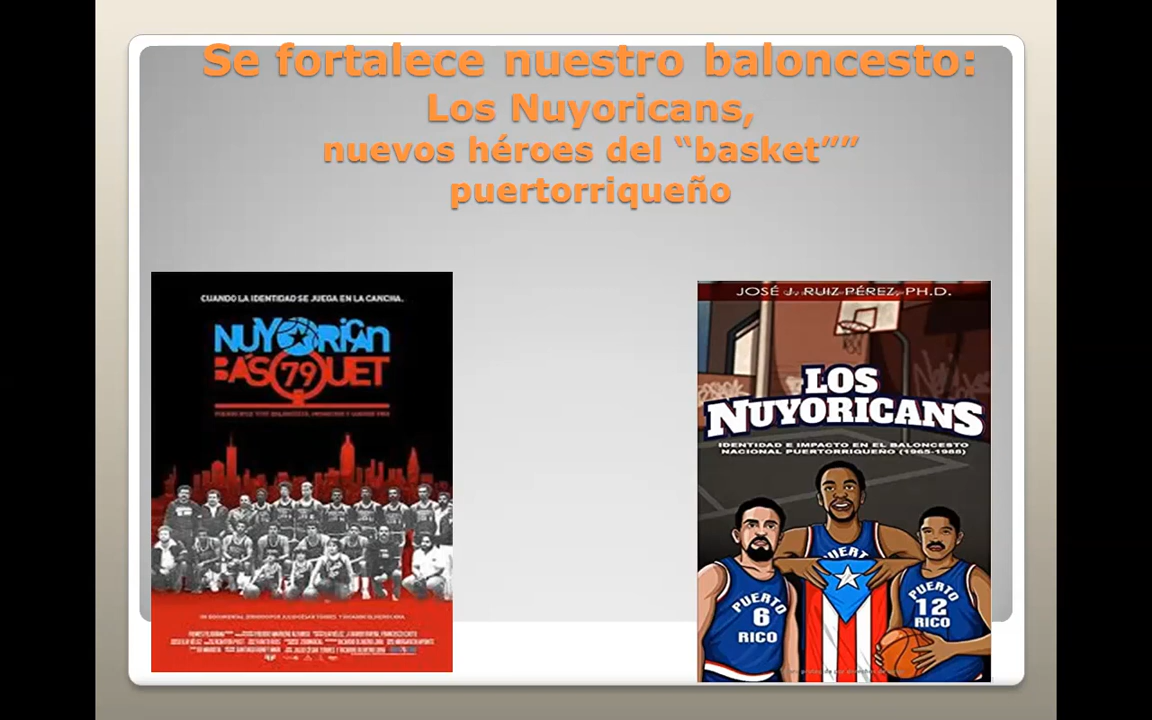 Se fortalece nuestro baloncesto:
Los Nuyoricans,
nuevos héroes del “basket””
puertorriqueño
CUANDO LA IDENTIDAD SE JUEGA EN LA CANCHA.
NUYORICAN
BÁSQUET
79
JOSÉ J. RUIZ PÉREZ, PH.D.
LOS
NUYORICANS
IDENTIDAD E IMPACTO EN EL BALONCESTO
NACIONAL PUERTORRIQUEÑO (1965-1988)
PUERT
PUERTO
6
RICO
PUERTO
12
RICO